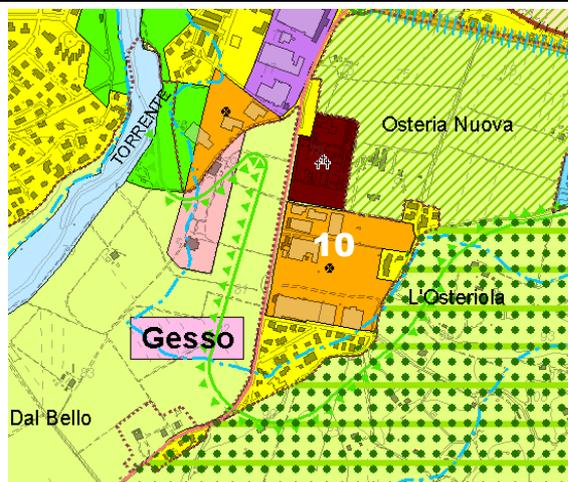 TORRENTE
Osteria Nuova
10
L'Osteriola
Gesso
Dal Bello